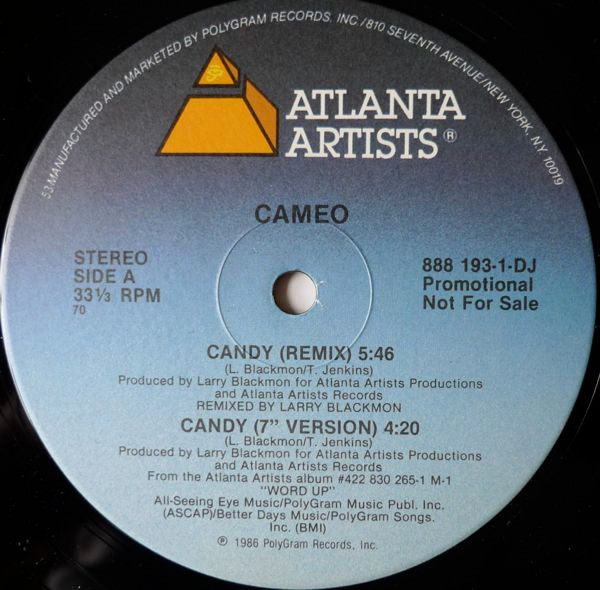 53-MANUFACTURED AND MARKETED BY POLYGRAM RECORDS, INC./810 SEVENTH AVENUE/NEW YORK, NY 10019
ATLANTA
ARTISTS®
CAMEO
STEREO
SIDE A
33⅓ RPM
70
888 193-1-DJ
Promotional
Not For Sale
CANDY (REMIX) 5:46
(L. Blackmon/T. Jenkins)
Produced by Larry Blackmon for Atlanta Artists Productions
and Atlanta Artists Records
REMIXED BY LARRY BLACKMON
CANDY (7" VERSION) 4:20
(L. Blackmon/T. Jenkins)
Produced by Larry Blackmon for Atlanta Artists Productions
and Atlanta Artists Records
From the Atlanta Artists album #422 830 265-1 M-1
"WORD UP"
All-Seeing Eye Music/PolyGram Music Publ. Inc.
(ASCAP)/Better Days Music/PolyGram Songs.
Inc. (BMI)
℗ 1986 PolyGram Records, Inc.